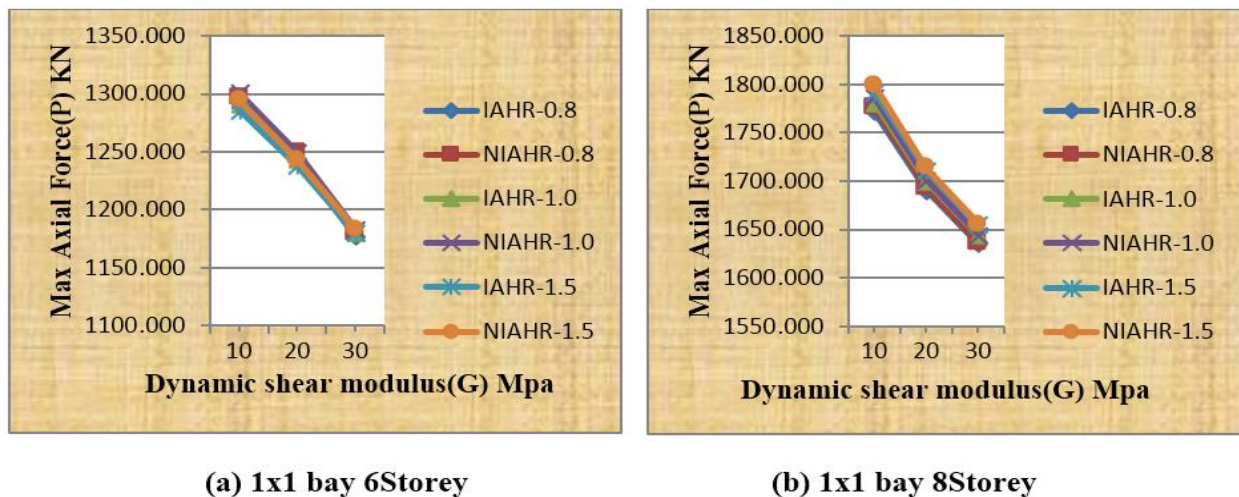 Max Axial Force(P) KN
1350.000
1300.000
1250.000
1200.000
1150.000
1100.000
10 20 30
Dynamic shear modulus(G) Mpa
IAHR-0.8
NIAHR-0.8
IAHR-1.0
NIAHR-1.0
IAHR-1.5
NIAHR-1.5
(a) 1x1 bay 6Storey
Max Axial Force(P) KN
1850.000
1800.000
1750.000
1700.000
1650.000
1600.000
1550.000
10 20 30
Dynamic shear modulus(G) Mpa
IAHR-0.8
NIAHR-0.8
IAHR-1.0
NIAHR-1.0
IAHR-1.5
NIAHR-1.5
(b) 1x1 bay 8Storey